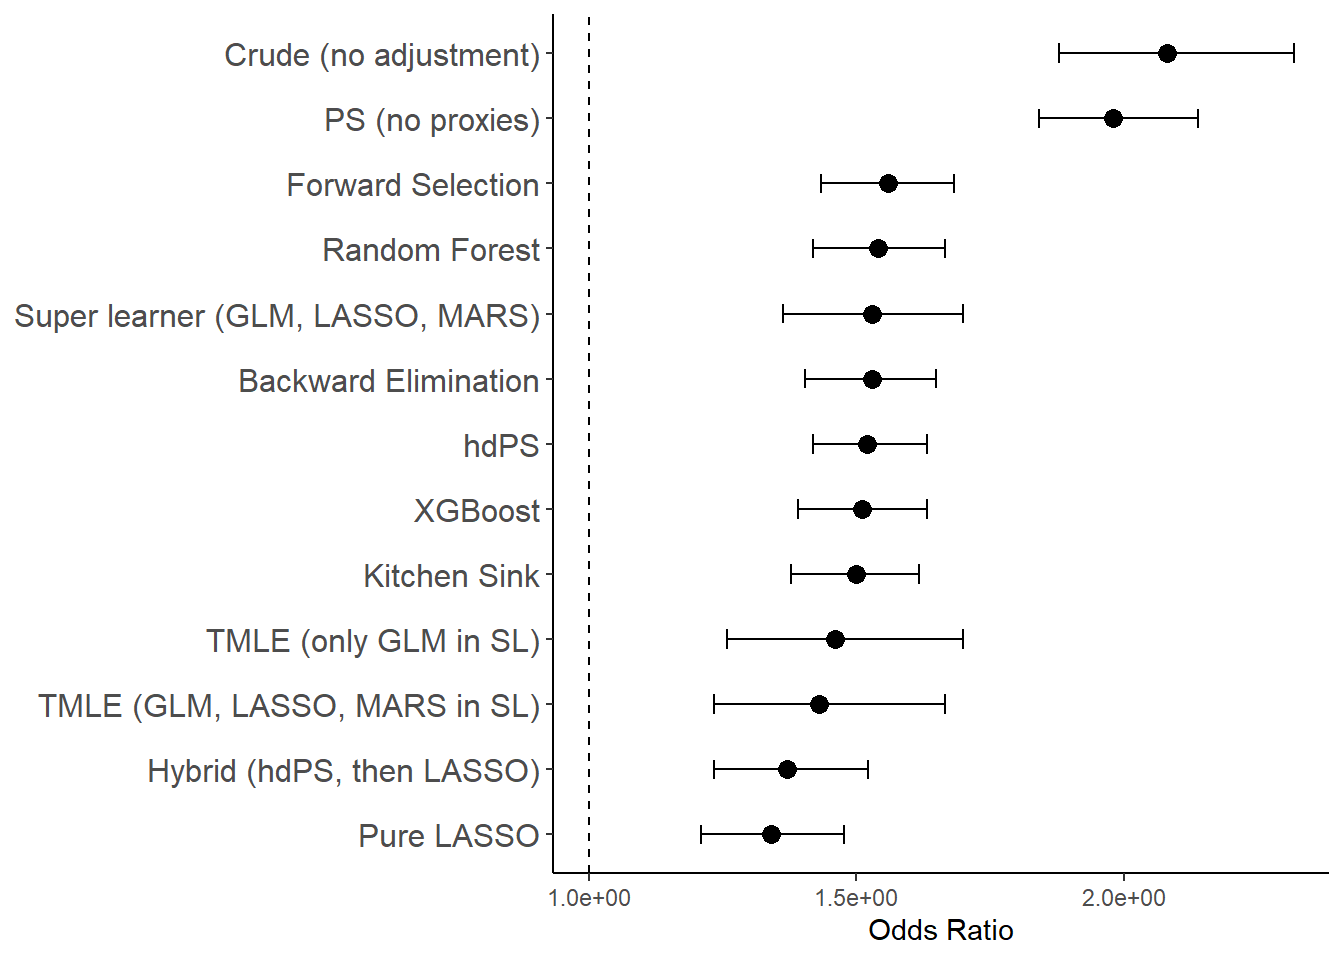 Crude (no adjustment)
PS (no proxies)
Forward Selection
Random Forest
Super learner (GLM, LASSO, MARS)
Backward Elimination
hdPS
XGBoost
Kitchen Sink
TMLE (only GLM in SL)
TMLE (GLM, LASSO, MARS in SL)
Hybrid (hdPS, then LASSO)
Pure LASSO
1.0e+00 1.5e+00 2.0e+00
Odds Ratio